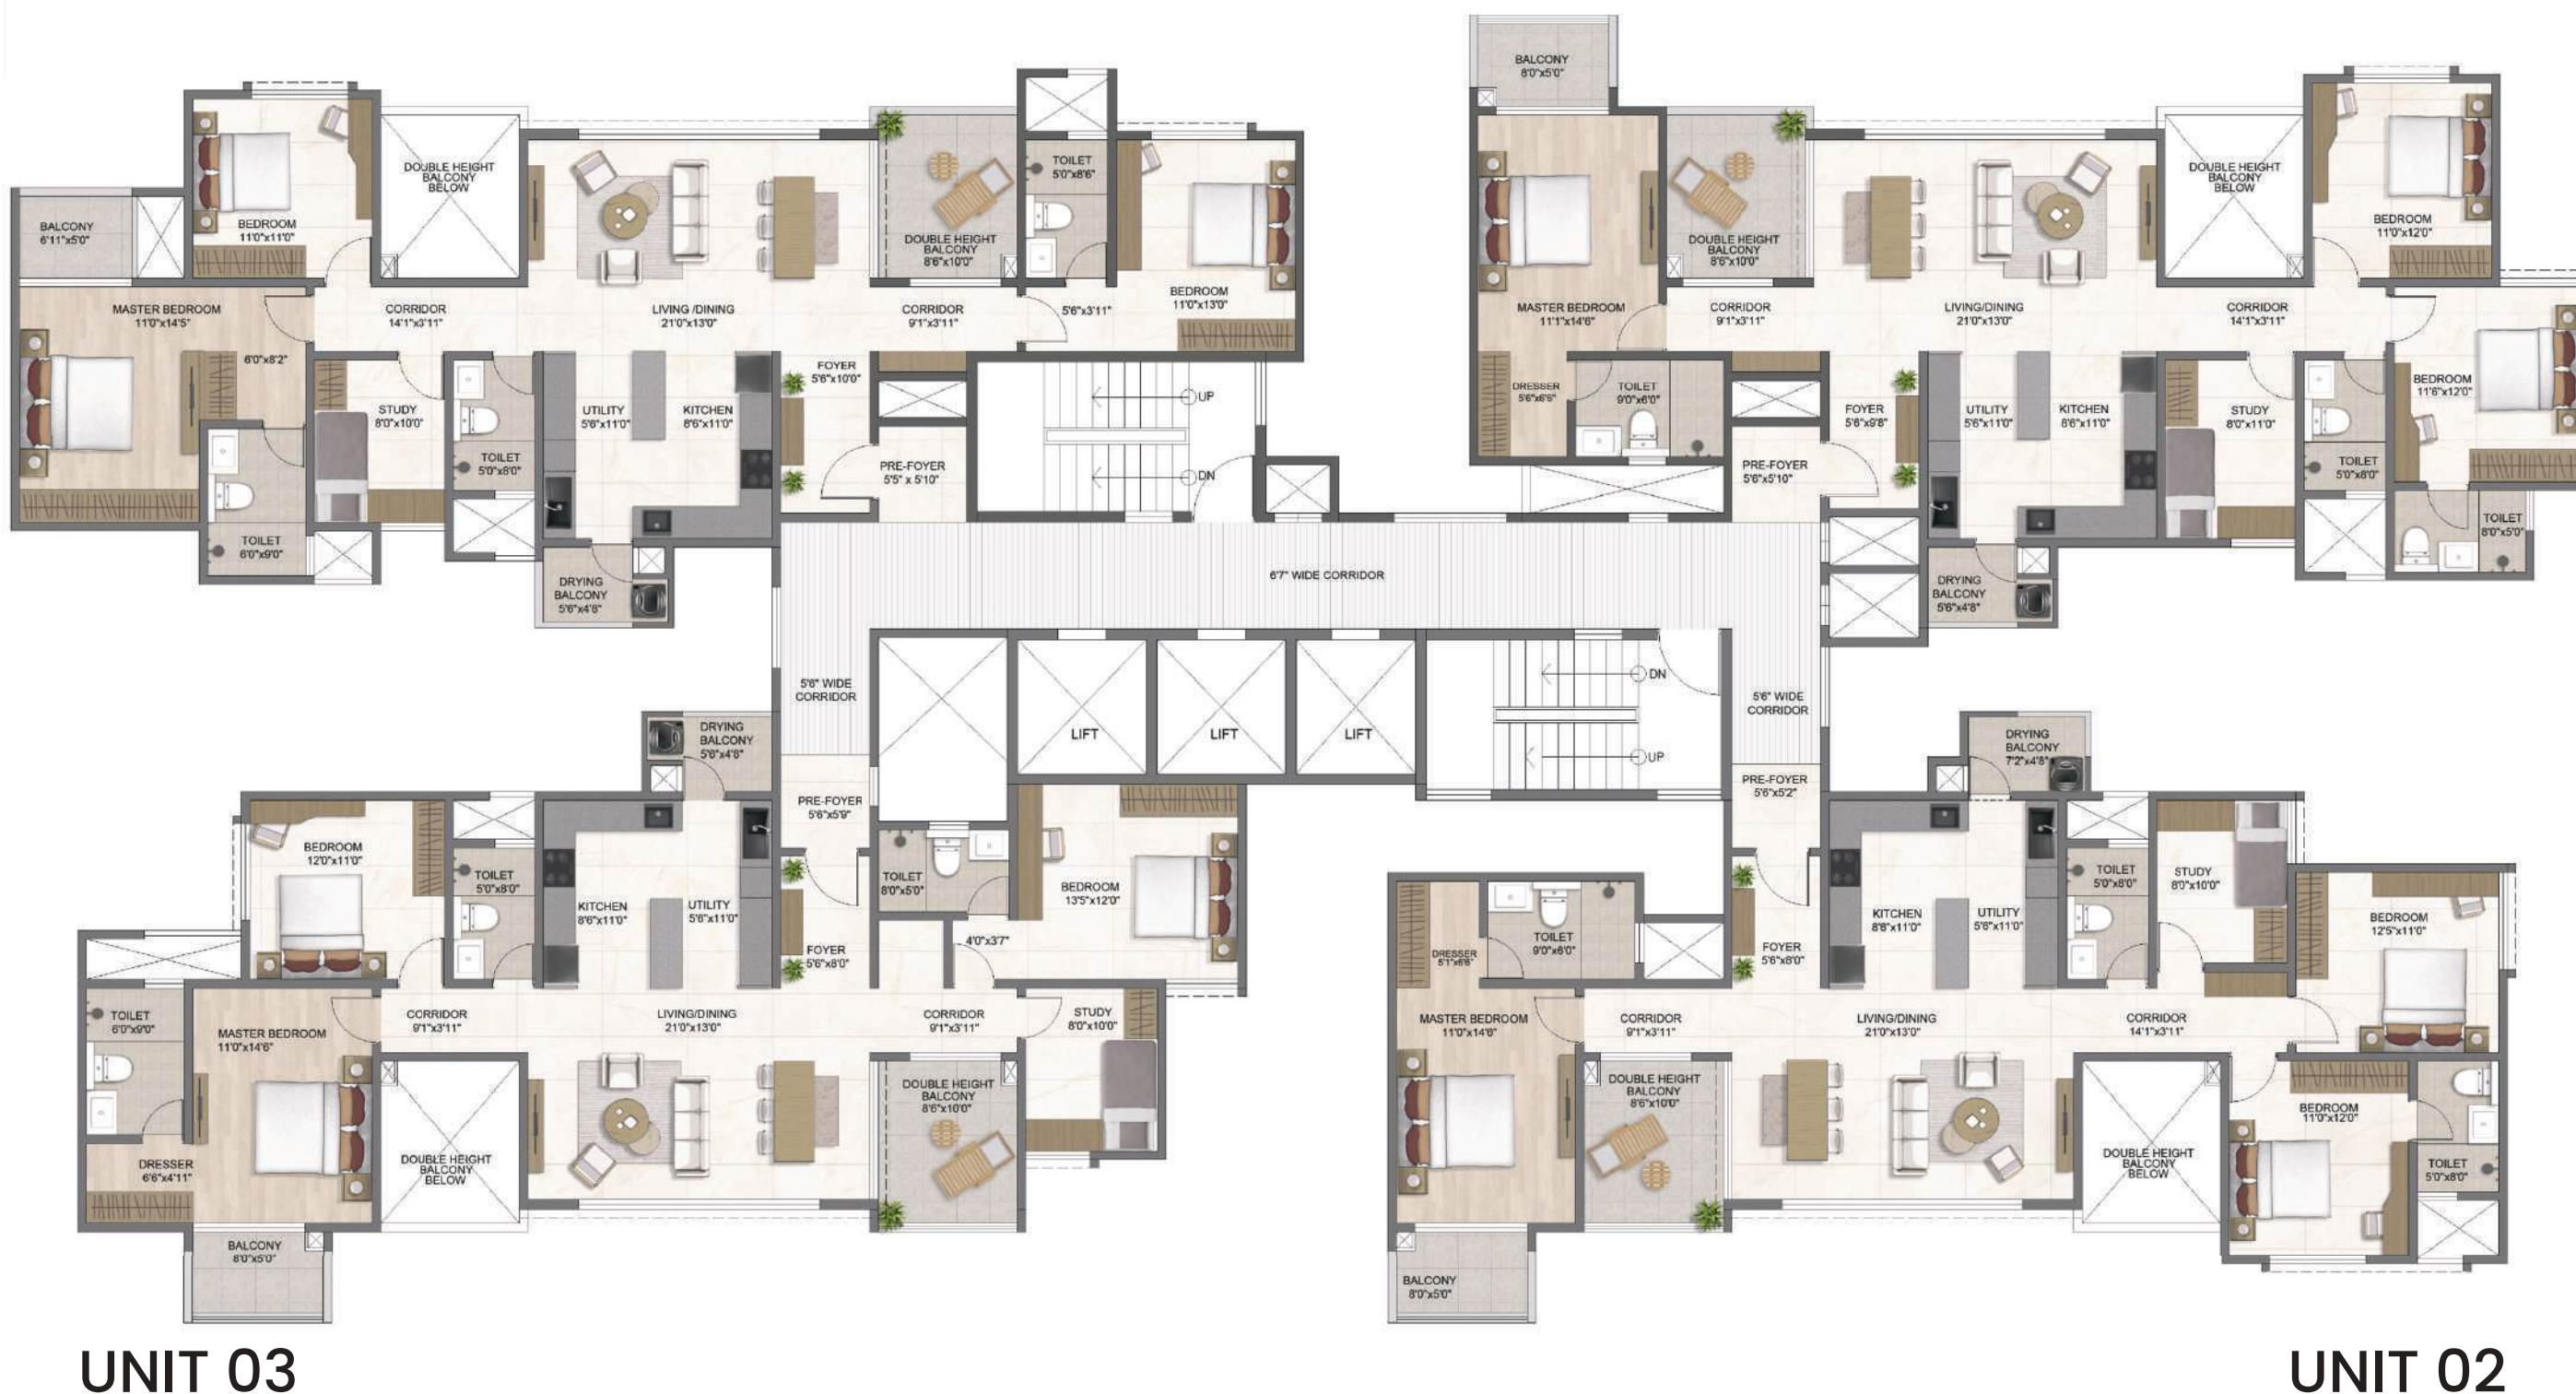 BALCONY
6'11"x5'0"
BEDROOM
11'0"x11'0"
DOUBLE HEIGHT
BALCONY
BELOW
MASTER BEDROOM
11'0"x14'5"
6'0"x8'2"
CORRIDOR
14'1"x3'11"
LIVING /DINING
21'0"x13'0"
DOUBLE HEIGHT
BALCONY
8'6"x10'0"
TOILET
5'0"x8'6"
BEDROOM
11'0"x13'0"
5'6"x3'11"
CORRIDOR
9'1"x3'11"
FOYER
5'6"x10'0"
STUDY
8'0"x10'0"
TOILET
5'0"x8'0"
UTILITY
5'6"x11'0"
KITCHEN
8'6"x11'0"
PRE-FOYER
5'5" x 5'10"
TOILET
6'0"x9'0"
DRYING
BALCONY
5'6"x4'8"
UP
DN
BALCONY
8'0"x5'0"
MASTER BEDROOM
11'1"x14'6"
DOUBLE HEIGHT
BALCONY
8'6"x10'0"
CORRIDOR
9'1"x3'11"
DRESSER
5'6"x6'6"
TOILET
9'0"x6'0"
LIVING/DINING
21'0"x13'0"
DOUBLE HEIGHT
BALCONY
BELOW
BEDROOM
11'0"x12'0"
CORRIDOR
14'1"x3'11"
BEDROOM
11'6"x12'0"
FOYER
5'6"x9'8"
UTILITY
5'6"x11'0"
KITCHEN
8'6"x11'0"
STUDY
8'0"x11'0"
TOILET
5'0"x8'0"
PRE-FOYER
5'6"x5'10"
TOILET
8'0"x5'0"
DRYING
BALCONY
5'6"x4'8"
6'7" WIDE CORRIDOR
5'6" WIDE
CORRIDOR
LIFT
LIFT
LIFT
DN
UP
5'6" WIDE
CORRIDOR
DRYING
BALCONY
5'6"x4'8"
PRE-FOYER
5'6"x5'9"
BEDROOM
12'0"x11'0"
TOILET
5'0"x8'0"
KITCHEN
8'6"x11'0"
UTILITY
5'6"x11'0"
FOYER
5'6"x8'0"
TOILET
8'0"x5'0"
BEDROOM
13'5"x12'0"
4'0"x3'7"
TOILET
6'0"x9'0"
MASTER BEDROOM
11'0"x14'6"
CORRIDOR
9'1"x3'11"
LIVING/DINING
21'0"x13'0"
CORRIDOR
9'1"x3'11"
STUDY
8'0"x10'0"
DRESSER
6'6"x4'11"
DOUBLE HEIGHT
BALCONY
BELOW
DOUBLE HEIGHT
BALCONY
8'6"x10'0"
BALCONY
8'0"x5'0"
DRYING
BALCONY
7'2"x4'8"
PRE-FOYER
5'6"x5'2"
DRESSER
5'1"x6'6"
TOILET
9'0"x6'0"
FOYER
5'6"x8'0"
KITCHEN
8'6"x11'0"
UTILITY
5'6"x11'0"
TOILET
5'0"x8'0"
STUDY
8'0"x10'0"
BEDROOM
12'5"x11'0"
MASTER BEDROOM
11'0"x14'6"
CORRIDOR
9'1"x3'11"
LIVING/DINING
21'0"x13'0"
CORRIDOR
14'1"x3'11"
DOUBLE HEIGHT
BALCONY
8'6"x10'0"
DOUBLE HEIGHT
BALCONY
BELOW
BEDROOM
11'0"x12'0"
TOILET
5'0"x8'0"
BALCONY
8'0"x5'0"
UNIT 03
UNIT 02